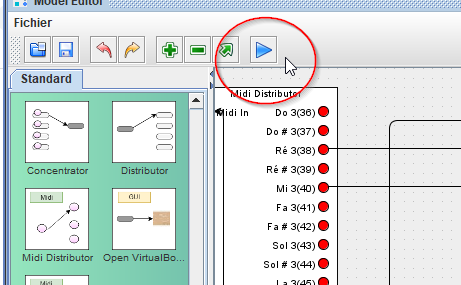 Model Editor
Fichier
Standard
Concentrator
Distributor
Midi
Midi Distributor
GUI
Open VirtualBo...
Midi
Midi Distributor
Midi In
Do 3(36)
Do # 3(37)
Ré 3(38)
Ré # 3(39)
Mi 3(40)
Fa 3(41)
Fa # 3(42)
Sol 3(43)
Sol # 3(44)
La 3(45)